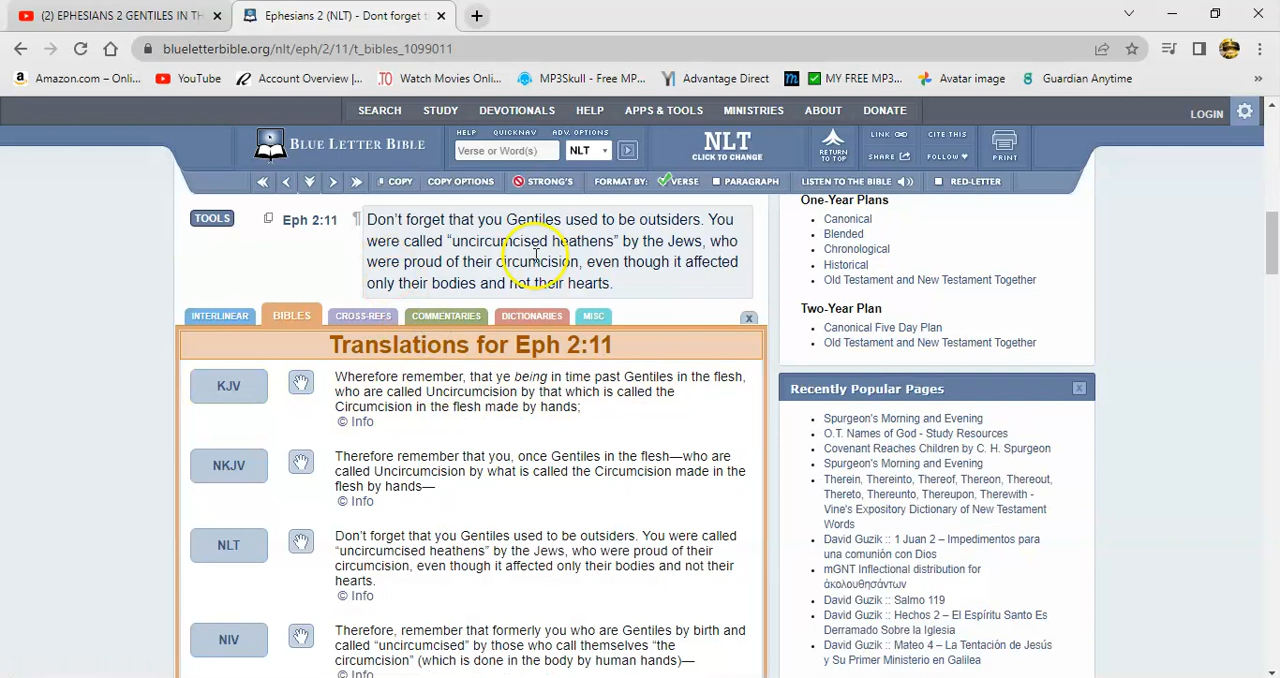 (2) EPHESIANS 2 GENTILES IN TH
Ephesians 2 (NLT) - Dont forget t
blueletterbible.org/nlt/eph/2/11/t_bibles_1099011
Amazon.com – Onli...
YouTube
Account Overview |...
Watch Movies Onl...
MP3Skull - Free MP...
Advantage Direct
MY FREE MP3...
Avatar image
Guardian Anytime
»
SEARCH STUDY DEVOTIONALS HELP APPS & TOOLS MINISTRIES ABOUT DONATE
LOGIN
BLUE LETTER BIBLE
HELP QUICKNAV ADV. OPTIONS
Verse or Word(s) NLT
NLT
CLICK TO CHANGE
RETURN
TO TOP
LINK CITE THIS
SHARE FOLLOW
PRINT
COPY COPY OPTIONS STRONG'S FORMAT BY: VERSE PARAGRAPH LISTEN TO THE BIBLE RED-LETTER
TOOLS
Eph 2:11
¶
Don’t forget that you Gentiles used to be outsiders. You
were called “uncircumcised heathens” by the Jews, who
were proud of their circumcision, even though it affected
only their bodies and not their hearts.
INTERLINEAR BIBLES CROSS-REFS COMMENTARIES DICTIONARIES MISC
x
Translations for Eph 2:11
KJV
Wherefore remember, that ye being in time past Gentiles in the flesh,
who are called Uncircumcision by that which is called the
Circumcision in the flesh made by hands;
© Info
NKJV
Therefore remember that you, once Gentiles in the flesh—who are
called Uncircumcision by what is called the Circumcision made in the
flesh by hands—
© Info
NLT
Don’t forget that you Gentiles used to be outsiders. You were called
“uncircumcised heathens” by the Jews, who were proud of their
circumcision, even though it affected only their bodies and not their
hearts.
© Info
NIV
Therefore, remember that formerly you who are Gentiles by birth and
called “uncircumcised” by those who call themselves “the
circumcision” (which is done in the body by human hands)—
© Info
One-Year Plans
Canonical
Blended
Chronological
Historical
Old Testament and New Testament Together
Two-Year Plan
Canonical Five Day Plan
Old Testament and New Testament Together
Recently Popular Pages
x
Spurgeon's Morning and Evening
O.T. Names of God - Study Resources
Covenant Reaches Children by C. H. Spurgeon
Spurgeon's Morning and Evening
Therein, Thereinto, Thereof, Thereon, Thereout,
Thereto, Thereunto, Thereupon, Therewith -
Vine's Expository Dictionary of New Testament
Words
David Guzik :: 1 Juan 2 – Impedimentos para
una comunión con Dios
mGNT Inflectional distribution for
ἀκολουθησάντων
David Guzik :: Salmo 119
David Guzik :: Hechos 2 – El Espíritu Santo Es
Derramado Sobre la Iglesia
David Guzik :: Mateo 4 – La Tentación de Jesús
y Su Primer Ministerio en Galilea